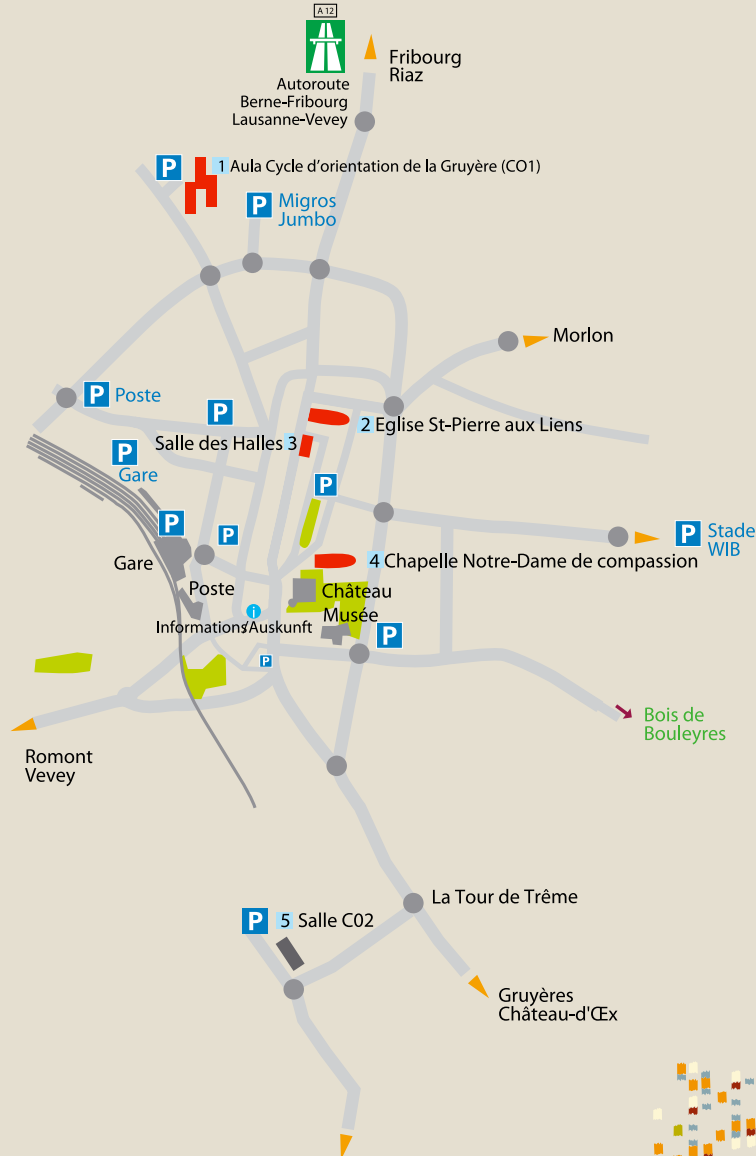 A 12
Autoroute
Berne-Fribourg
Lausanne-Vevey
Fribourg
Riaz
P
1 Aula Cycle d'orientation de la Gruyère (CO1)
P
Migros
Jumbo
Morlon
P Poste
P
2 Eglise St-Pierre aux Liens
Salle des Halles 3
P
Gare
P
P
P
P
Stade
WIB
Gare
4 Chapelle Notre-Dame de compassion
Poste
Château
Musée
i
Informations/Auskunft
P
P
Bois de
Bouleyres
Romont
Vevey
La Tour de Trême
P
5 Salle C02
Gruyères
Château-d'Œx